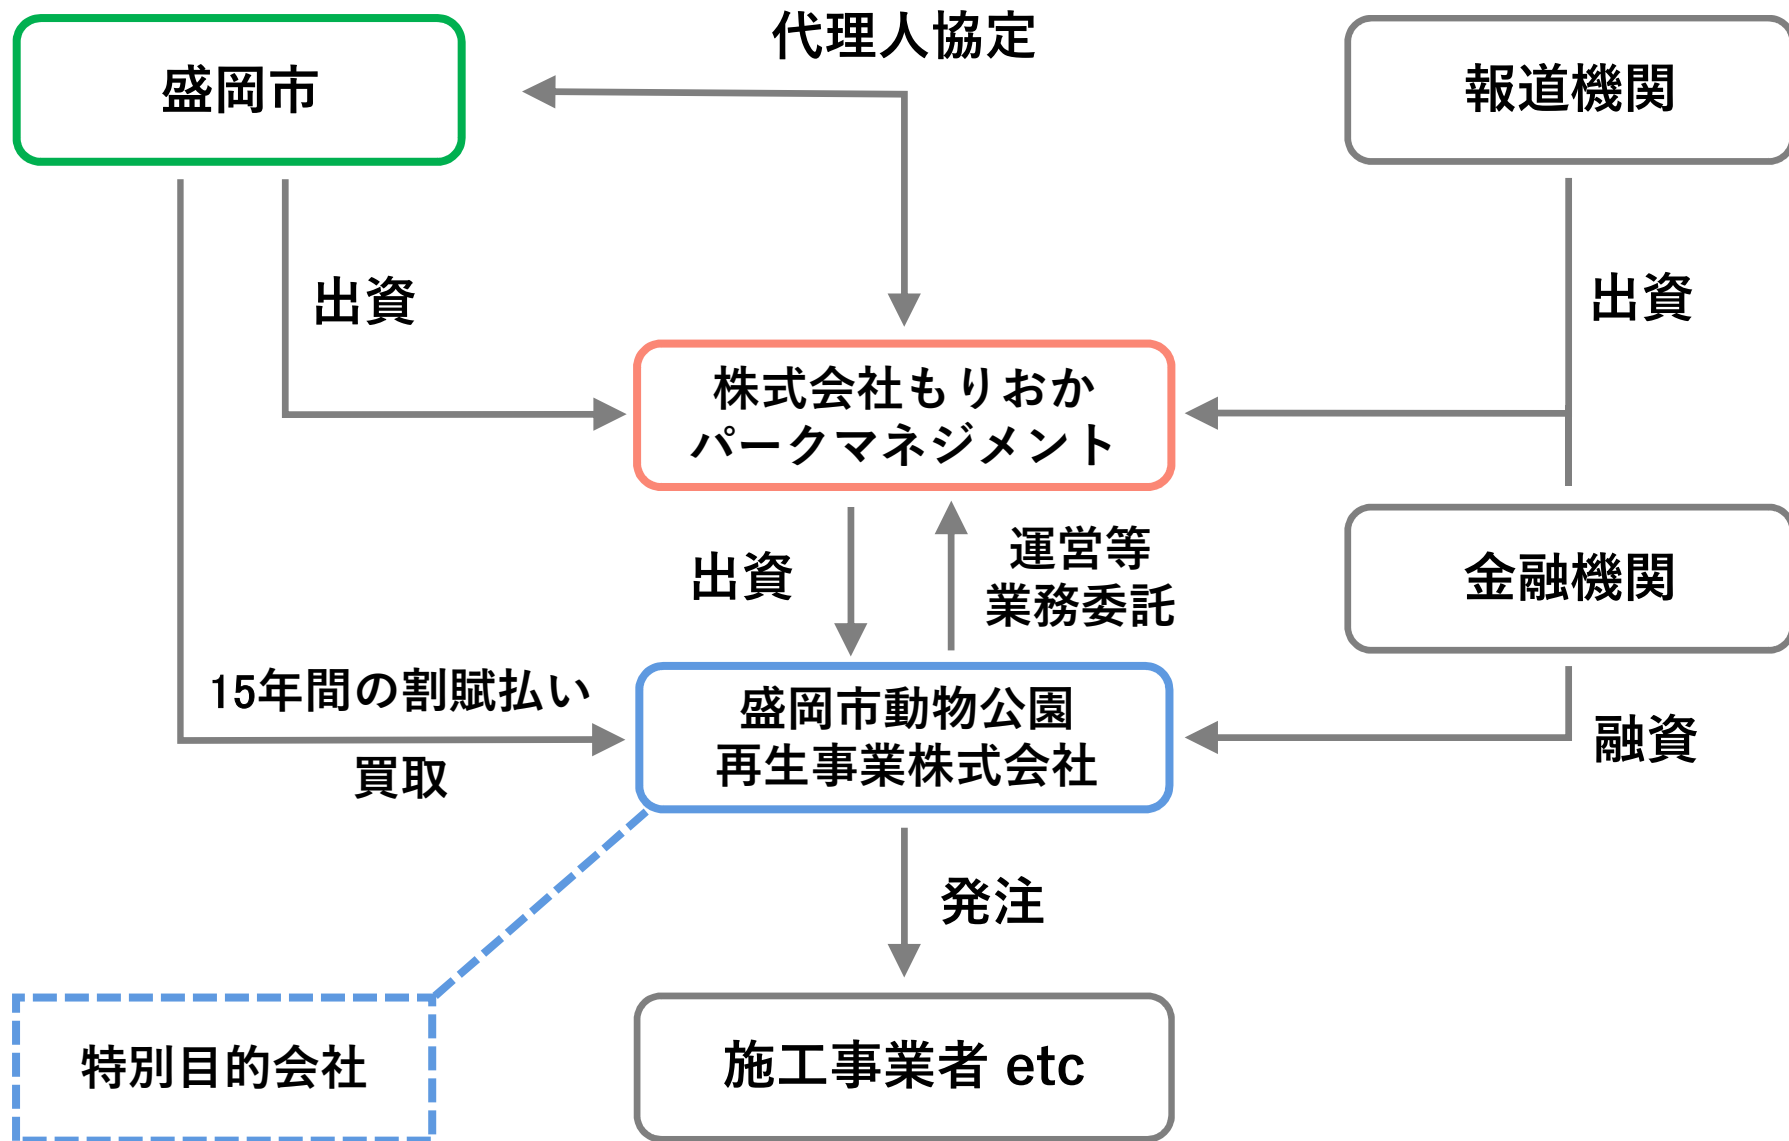 代理人協定
盛岡市
報道機関
出資
出資
株式会社もりおか
パークマネジメント
出資
運営等
業務委託
金融機関
15年間の割賦払い
買取
盛岡市動物公園
再生事業株式会社
融資
発注
特別目的会社
施工事業者 etc